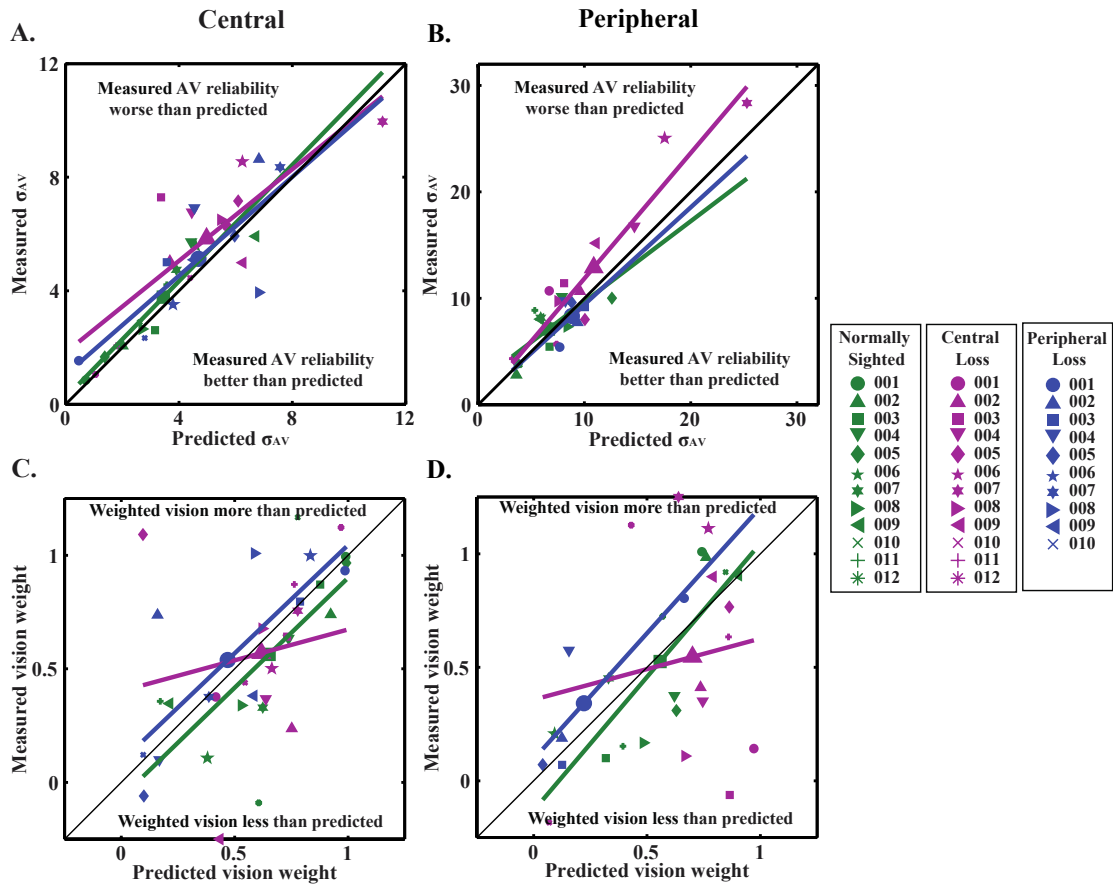 Central
Peripheral
A.
B.
12
8
4
0
0
4
8
12
Measured σAV
Predicted σAV
Measured AV reliability
worse than predicted
Measured AV reliability
better than predicted
30
20
10
0
0
10
20
30
Measured σAV
Predicted σAV
Measured AV reliability
worse than predicted
Measured AV reliability
better than predicted
C.
D.
1
0.5
0
0
0.5
1
Measured vision weight
Predicted vision weight
Weighted vision more than predicted
Weighted vision less than predicted
1
0.5
0
0
0.5
1
Measured vision weight
Predicted vision weight
Weighted vision more than predicted
Weighted vision less than predicted
Normally
Sighted
001
002
003
004
005
006
007
008
009
010
011
012
Central
Loss
001
002
003
004
005
006
007
008
009
010
011
012
Peripheral
Loss
001
002
003
004
005
006
007
008
009
010